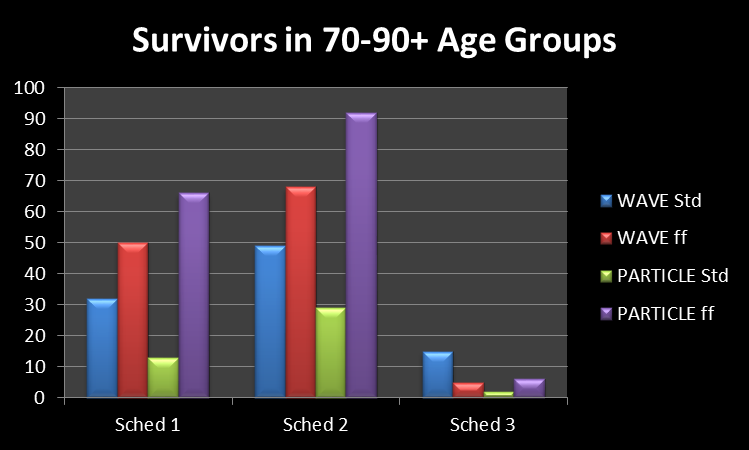 Survivors in 70-90+ Age Groups
100
90
80
70
60
50
40
30
20
10
0
Sched 1
Sched 2
Sched 3
WAVE Std
WAVE ff
PARTICLE Std
PARTICLE ff